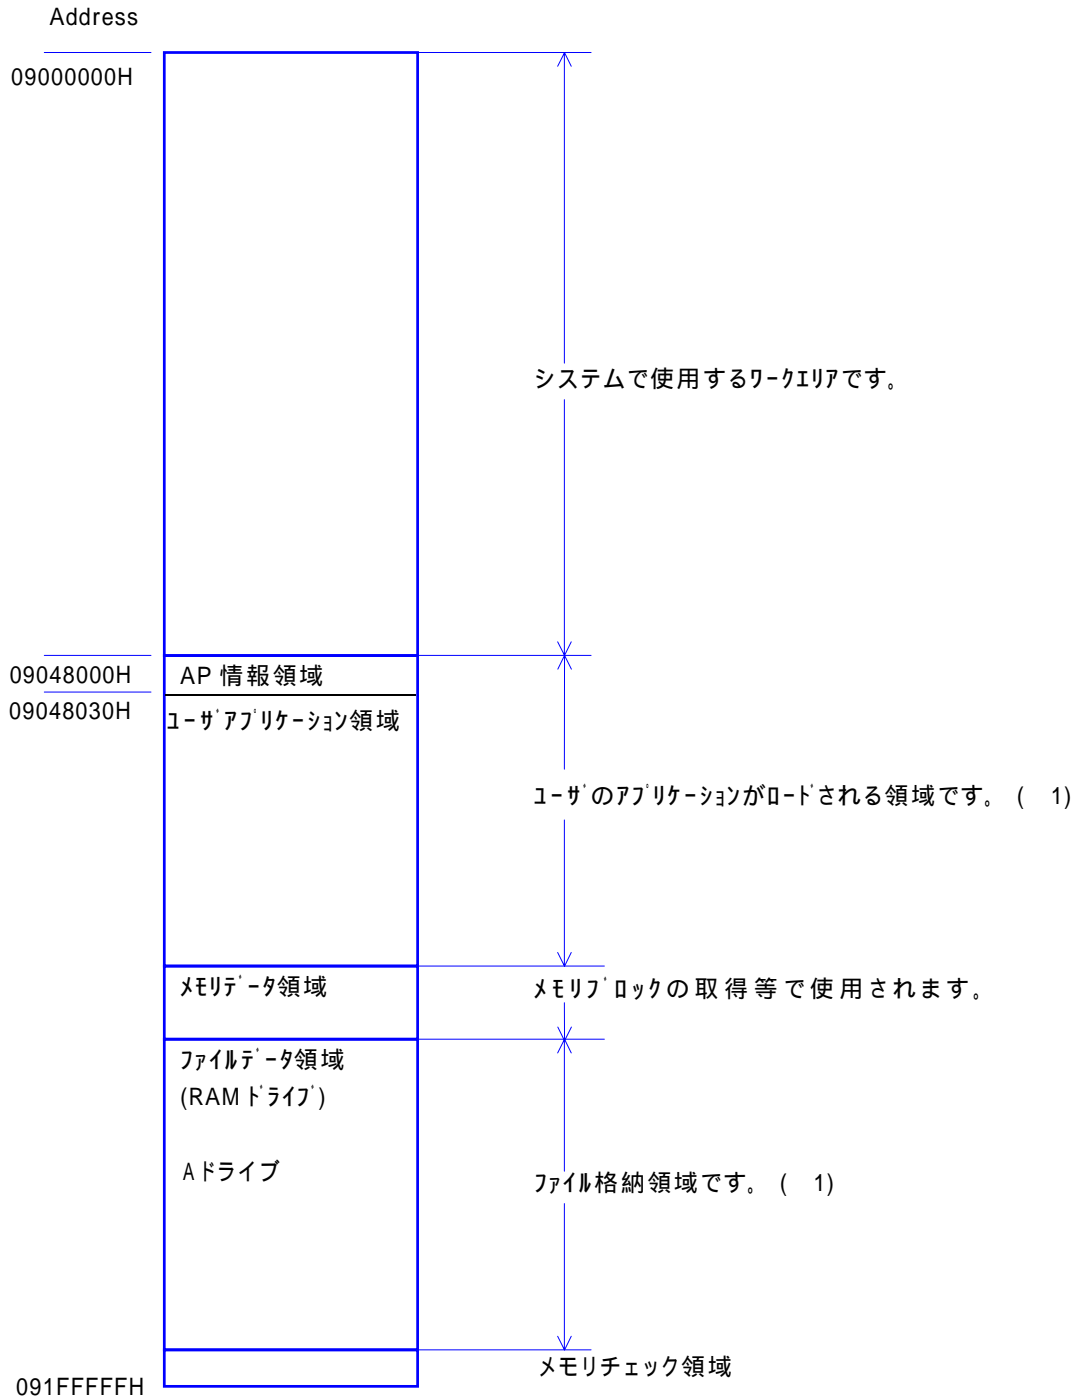 Address
09000000H
システムで使用するﾜｰｸｴﾘｱです。
09048000H
AP 情報領域
09048030H
ﾕｰｻﾞｱﾌﾟﾘｹｰｼｮﾝ領域
ﾕｰｻﾞのｱﾌﾟﾘｹｰｼｮﾝがﾛｰﾄﾞされる領域です。 (　1)
ﾒﾓﾘﾃﾞｰﾀ領域
ﾒﾓﾘﾌﾞﾛｯｸの取得等で使用されます。
ﾌｧｲﾙﾃﾞｰﾀ領域
(RAM ﾄﾞﾗｲﾌﾞ)
Aドライブ
ﾌｧｲﾙ格納領域です。 (　1)
メモリチェック領域
091FFFFFH